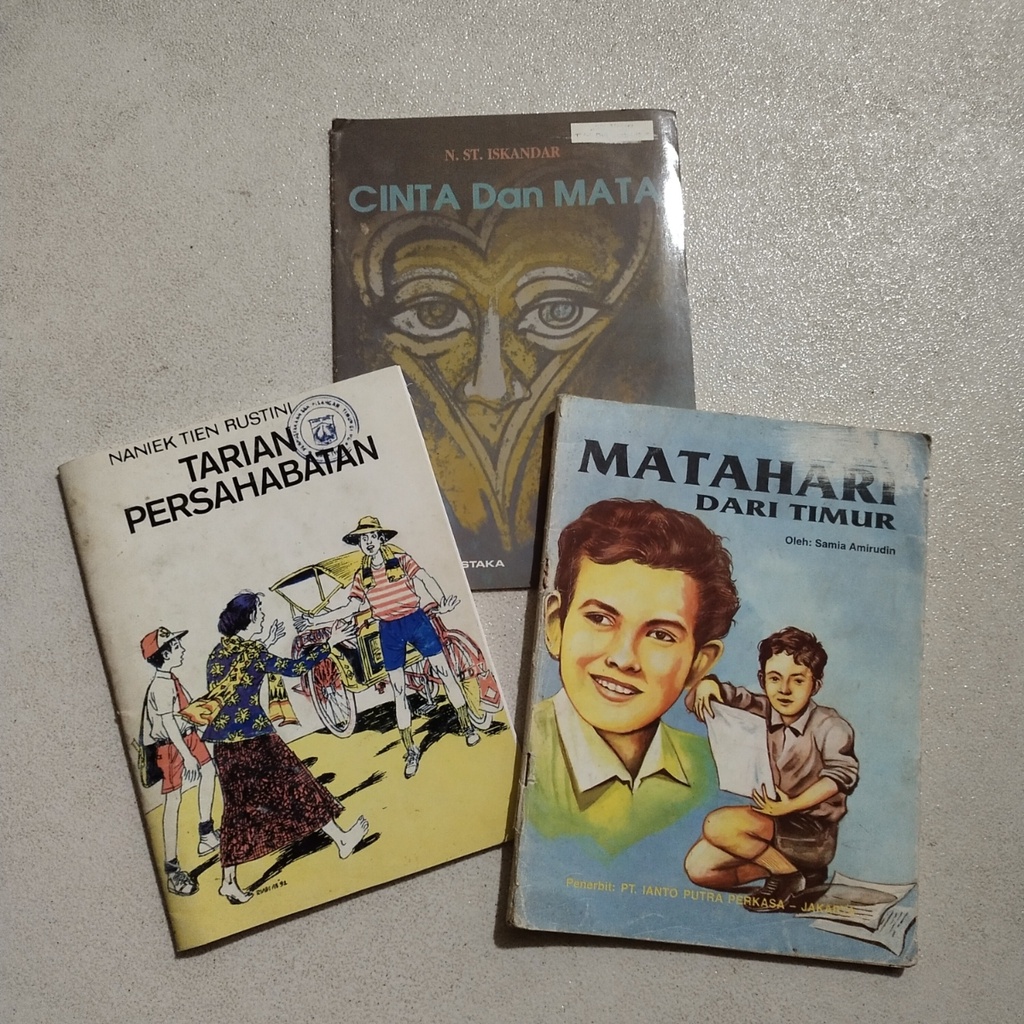 N. ST. ISKANDAR
CINTA Dan MATA
STAKA
NANIEK TIEN RUSTINI
TARIAN
PERSAHABATAN
MATAHARI
DARI TIMUR
Oleh: Samia Amirudin
Penerbit: PT. IANTO PUTRA PERKASA – JAKARTA